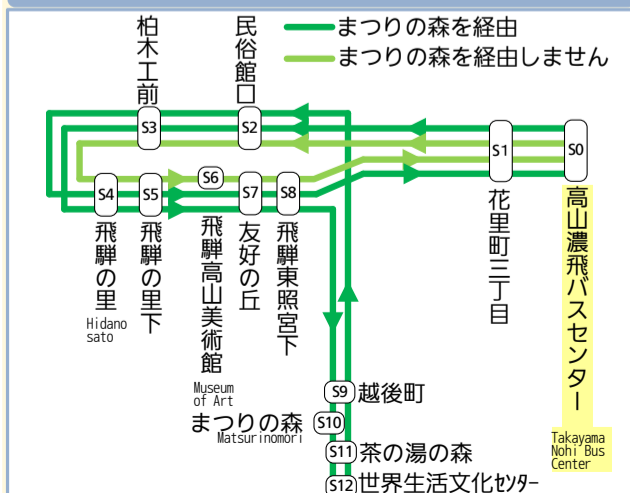 まつりの森を経由
まつりの森を経由しません
柏木工前
民俗館口
S3
S2
S1
S0
S4
S5
S6
S7
S8
飛騨の里
Hidano
sato
飛騨の里下
飛騨高山美術館
Museum
of Art
友好の丘
飛騨東照宮下
花里町三丁目
高山濃飛バスセンター
Takayama
Nohi Bus
Center
S9 越後町
まつりの森 S10
Matsurinomori
S11 茶の湯の森
S12 世界生活文化センター